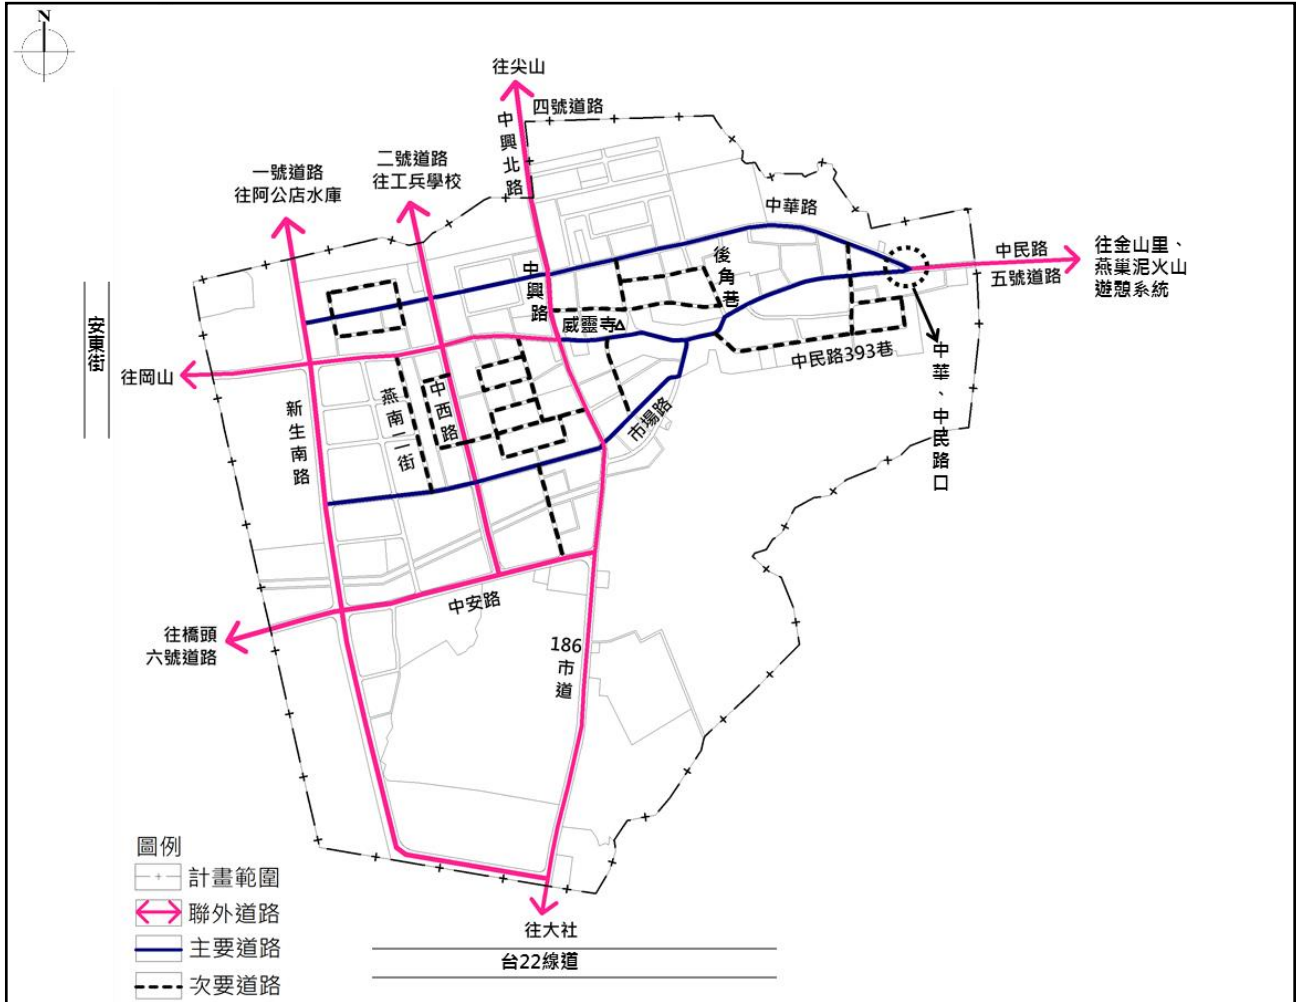 N
往尖山
四號道路
中興北路
二號道路
往工兵學校
一號道路
往阿公店水庫
中華路
中民路
五號道路
往金山里、
燕巢泥火山
遊憩系統
後角巷
中興路
威靈寺
安東街
往岡山
中民路393巷
中華、中民路口
新生南路
燕南二街
中西路
市場路
中安路
往橋頭
六號道路
186市道
圖例
計畫範圍
聯外道路
主要道路
次要道路
往大社
台22線道